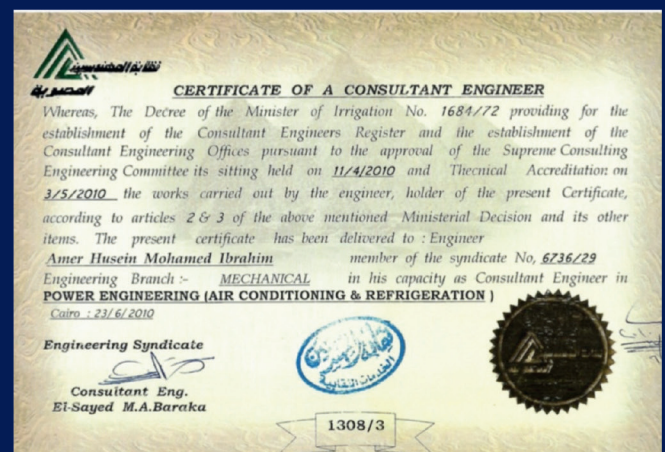 نقابة المهندسين
المصرية
CERTIFICATE OF A CONSULTANT ENGINEER
Whereas, The Decree of the Minister of Irrigation No. 1684/72 providing for the
establishment of the Consultant Engineers Register and the establishment of the
Consultant Engineering Offices pursuant to the approval of the Supreme Consulting
Engineering Committee its sitting held on 11/4/2010 and Thecnical Accreditation on
3/5/2010 the works carried out by the engineer, holder of the present Certificate,
according to articles 2 & 3 of the above mentioned Ministerial Decision and its other
items. The present certificate has been delivered to : Engineer
Amer Husein Mohamed Ibrahim member of the syndicate No, 6736/29
Engineering Branch :- MECHANICAL in his capacity as Consultant Engineer in
POWER ENGINEERING (AIR CONDITIONING & REFRIGERATION )
Cairo : 23/6/2010
Engineering Syndicate
Consultant Eng.
El-Sayed M.A.Baraka
نقابة المهندسين
الخدمات النقابية
1308/3